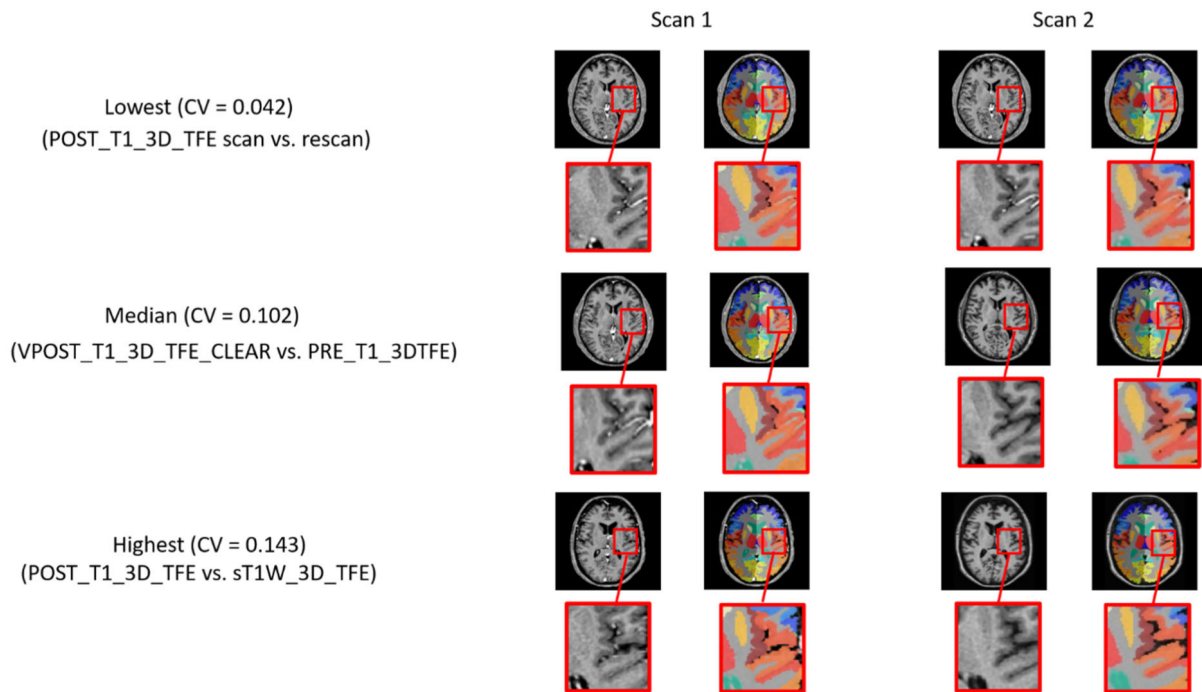 Scan 1
Scan 2
Lowest (CV = 0.042)
(POST_T1_3D_TFE scan vs. rescan)
Median (CV = 0.102)
(VPOST_T1_3D_TFE_CLEAR vs. PRE_T1_3DTFE)
Highest (CV = 0.143)
(POST_T1_3D_TFE vs. sT1W_3D_TFE)